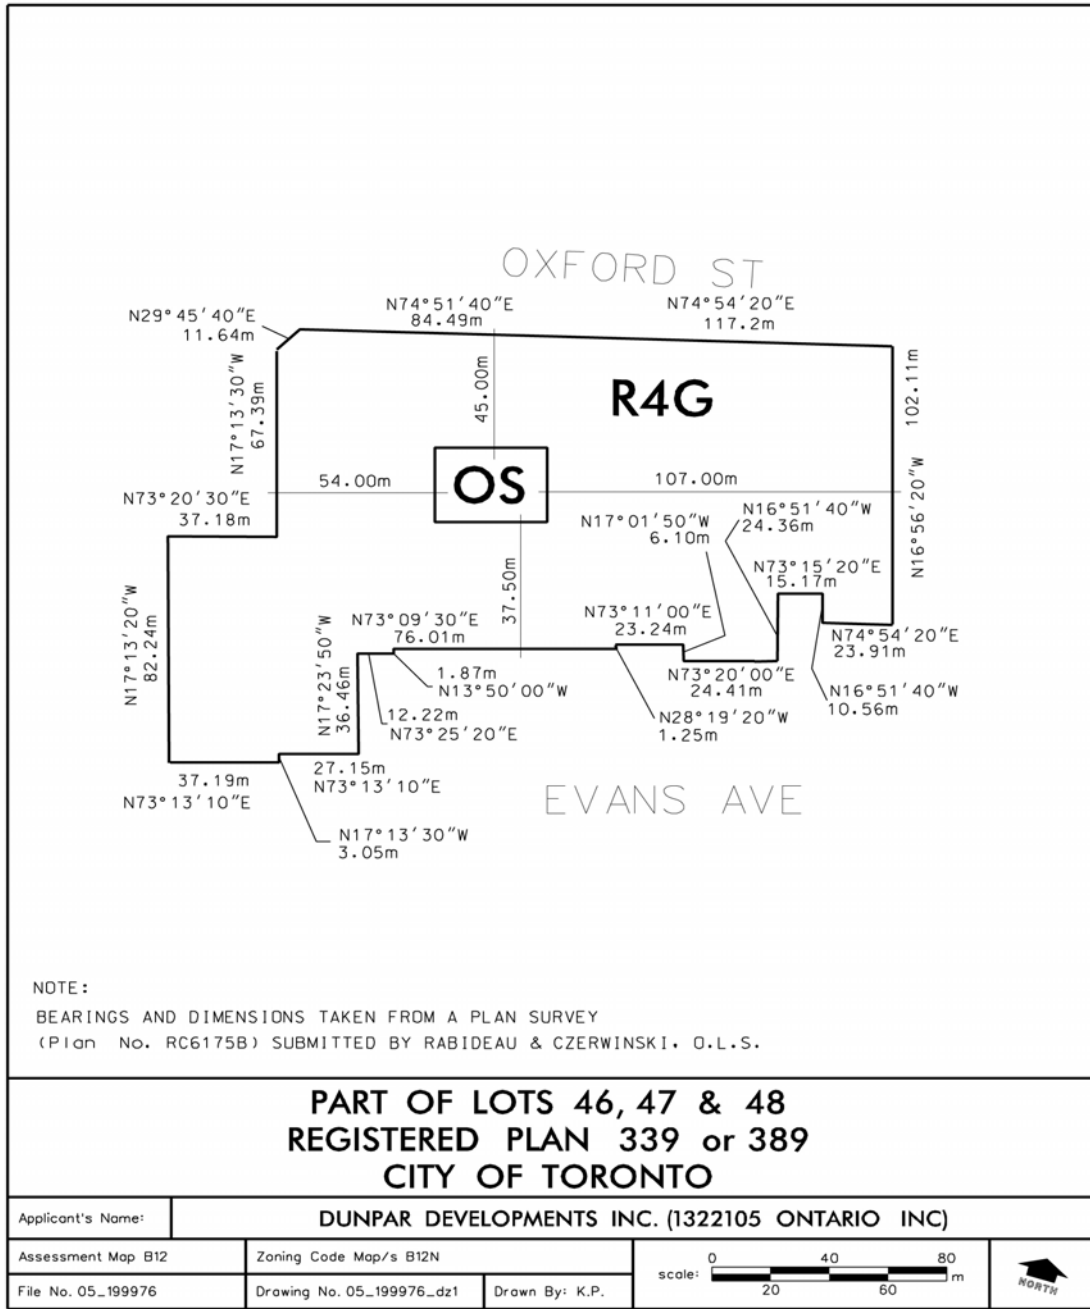 OXFORD ST
N29°45'40"E
11.64m
N74°51'40"E
84.49m
N74°54'20"E
117.2m
N17°13'30"W
67.39m
45.00m
R4G
102.11m
N16°56'20"W
OS
54.00m
107.00m
N73°20'30"E
37.18m
N17°01'50"W
6.10m
N16°51'40"W
24.36m
N73°15'20"E
15.17m
37.50m
N17°13'20"W
82.24m
N73°09'30"E
76.01m
N73°11'00"E
23.24m
N74°54'20"E
23.91m
N17°23'50"W
36.46m
1.87m
N13°50'00"W
N73°20'00"E
24.41m
N16°51'40"W
10.56m
12.22m
N73°25'20"E
N28°19'20"W
1.25m
37.19m
N73°13'10"E
27.15m
N73°13'10"E
EVANS AVE
N17°13'30"W
3.05m
NOTE:
BEARINGS AND DIMENSIONS TAKEN FROM A PLAN SURVEY
(Plan No. RC6175B) SUBMITTED BY RABIDEAU & CZERWINSKI, O.L.S.
PART OF LOTS 46, 47 & 48
REGISTERED PLAN 339 or 389
CITY OF TORONTO
Applicant's Name:
DUNPAR DEVELOPMENTS INC. (1322105 ONTARIO INC)
Assessment Map B12
Zoning Code Map/s B12N
File No. 05_199976
Drawing No. 05_199976_dz1
Drawn By: K.P.
scale:
0 40 80
m
20 60
NORTH